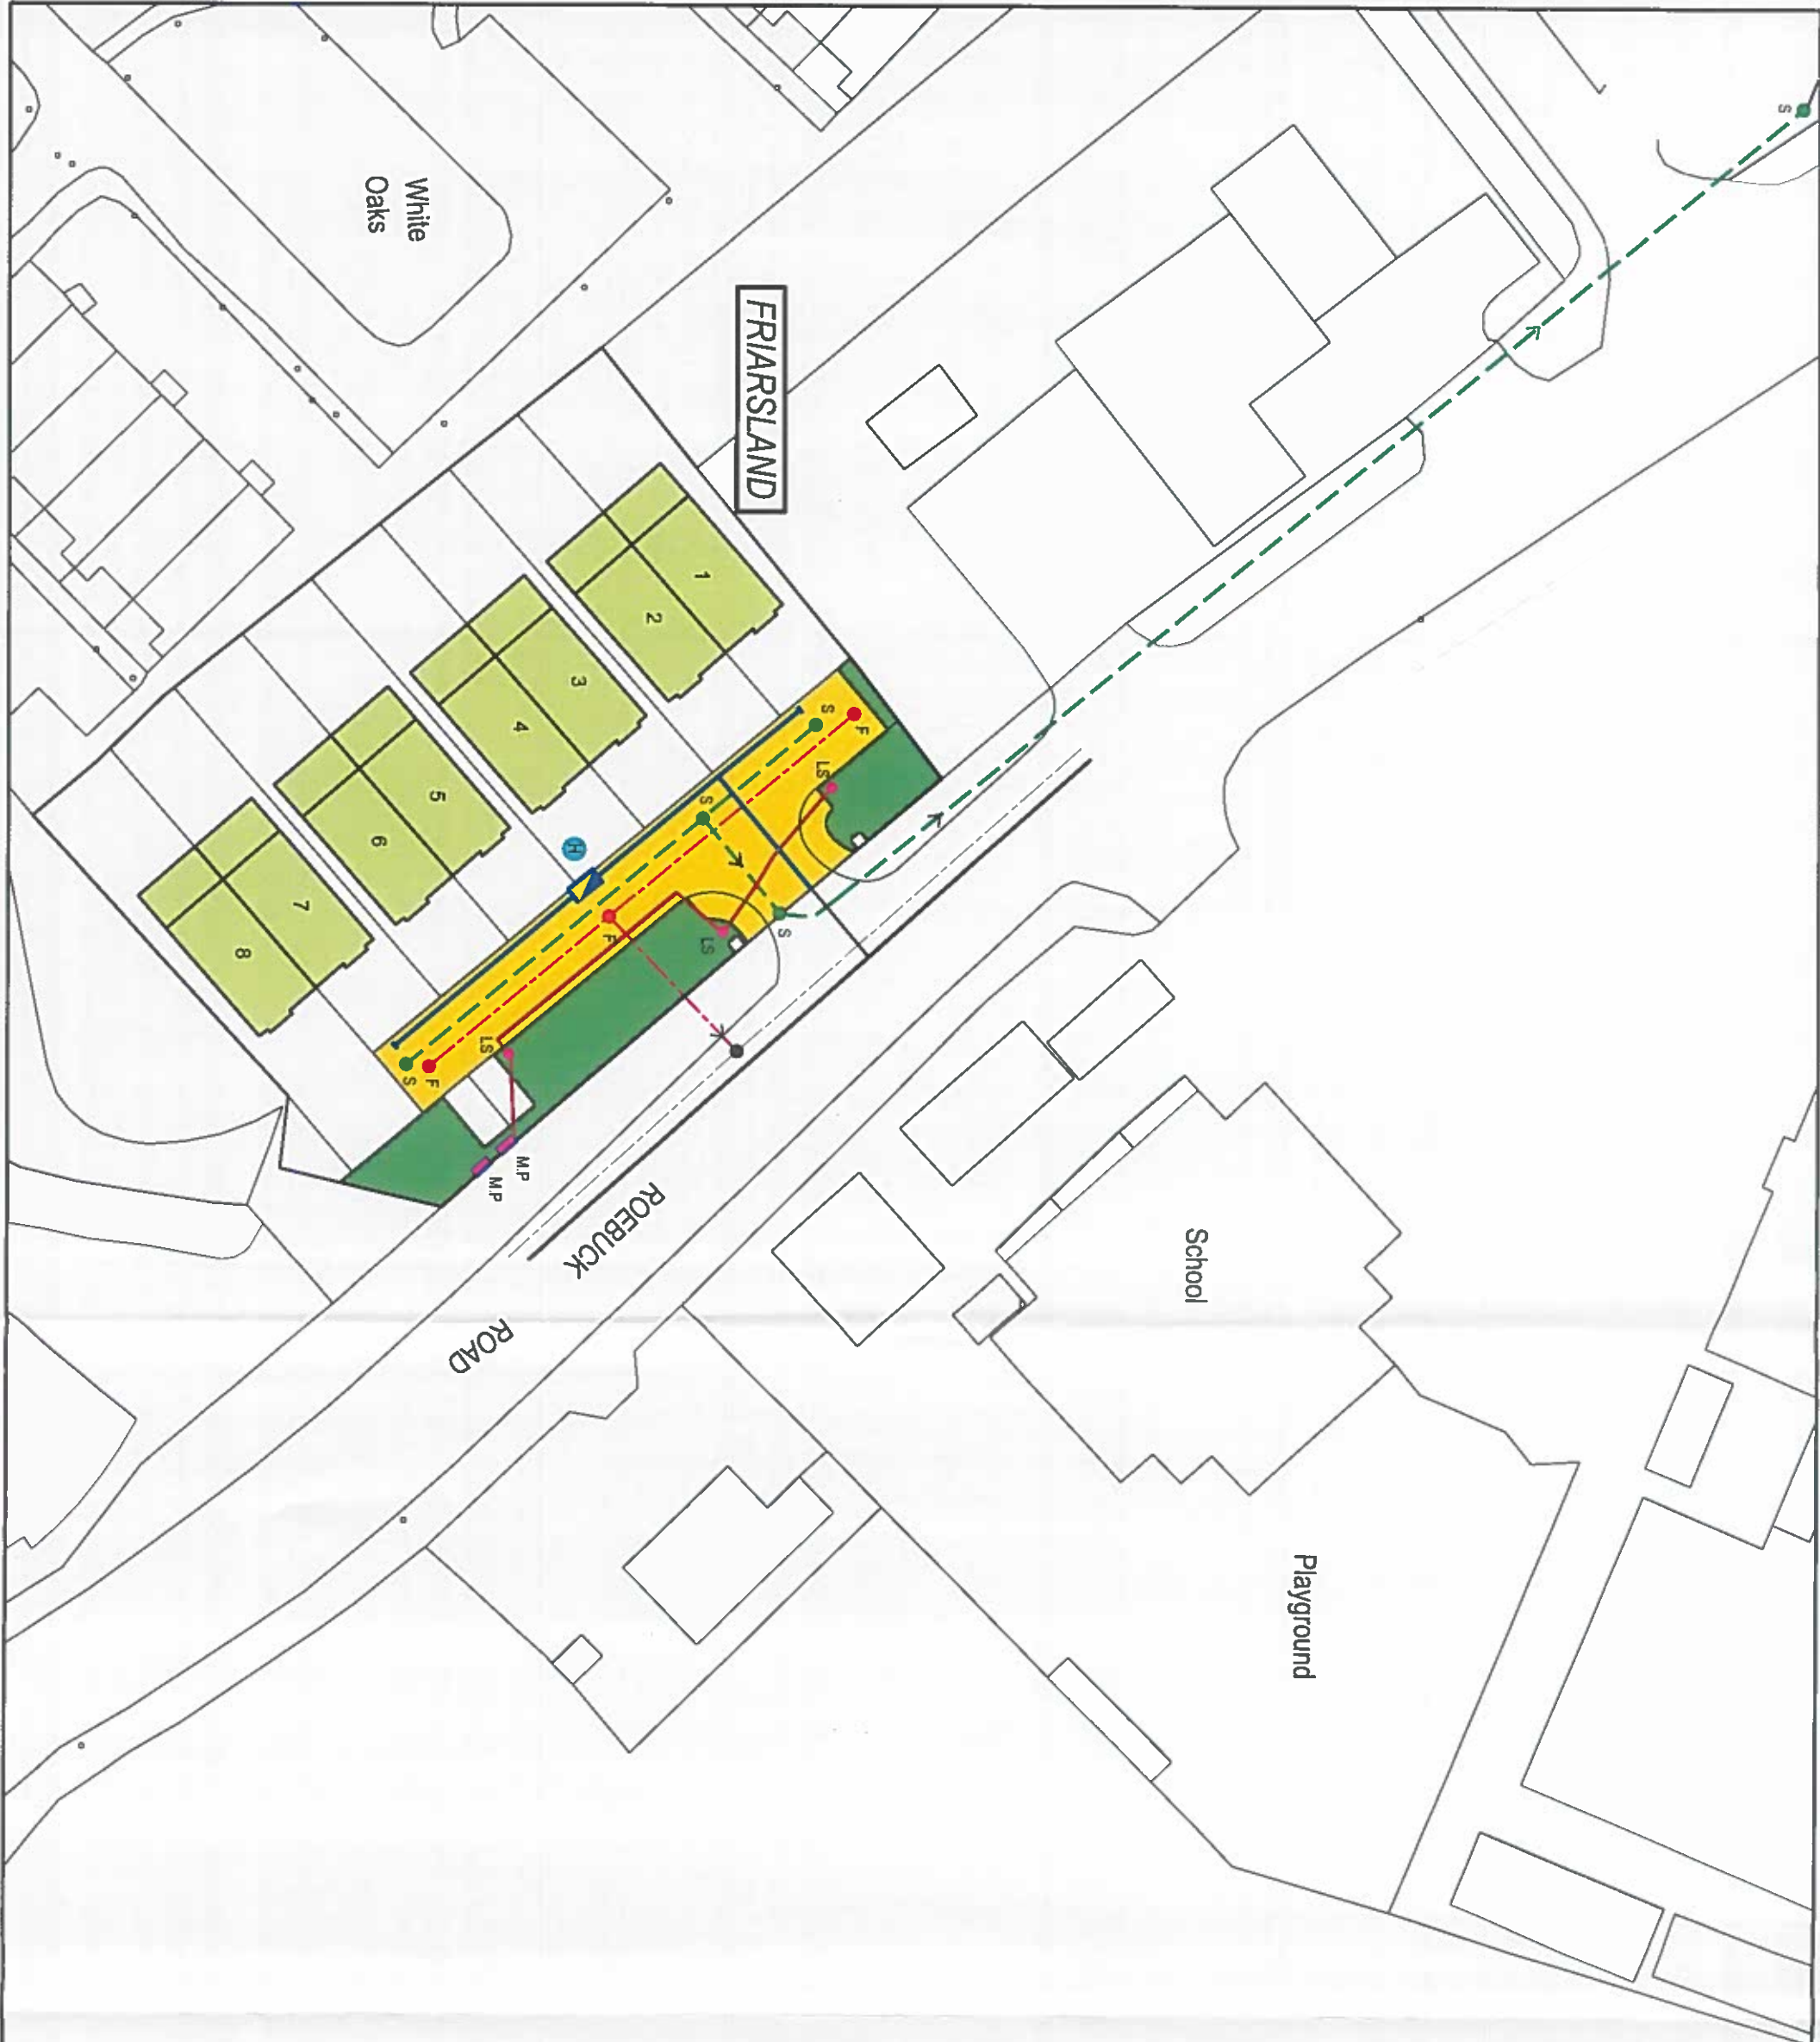 S
White
Oaks
FRIARSLAND
1
2
3
4
5
6
7
8
S
F
LS
S
H
F
LS
S
LS
S
F
M.P
M.P
ROEBUCK
ROAD
School
Playground